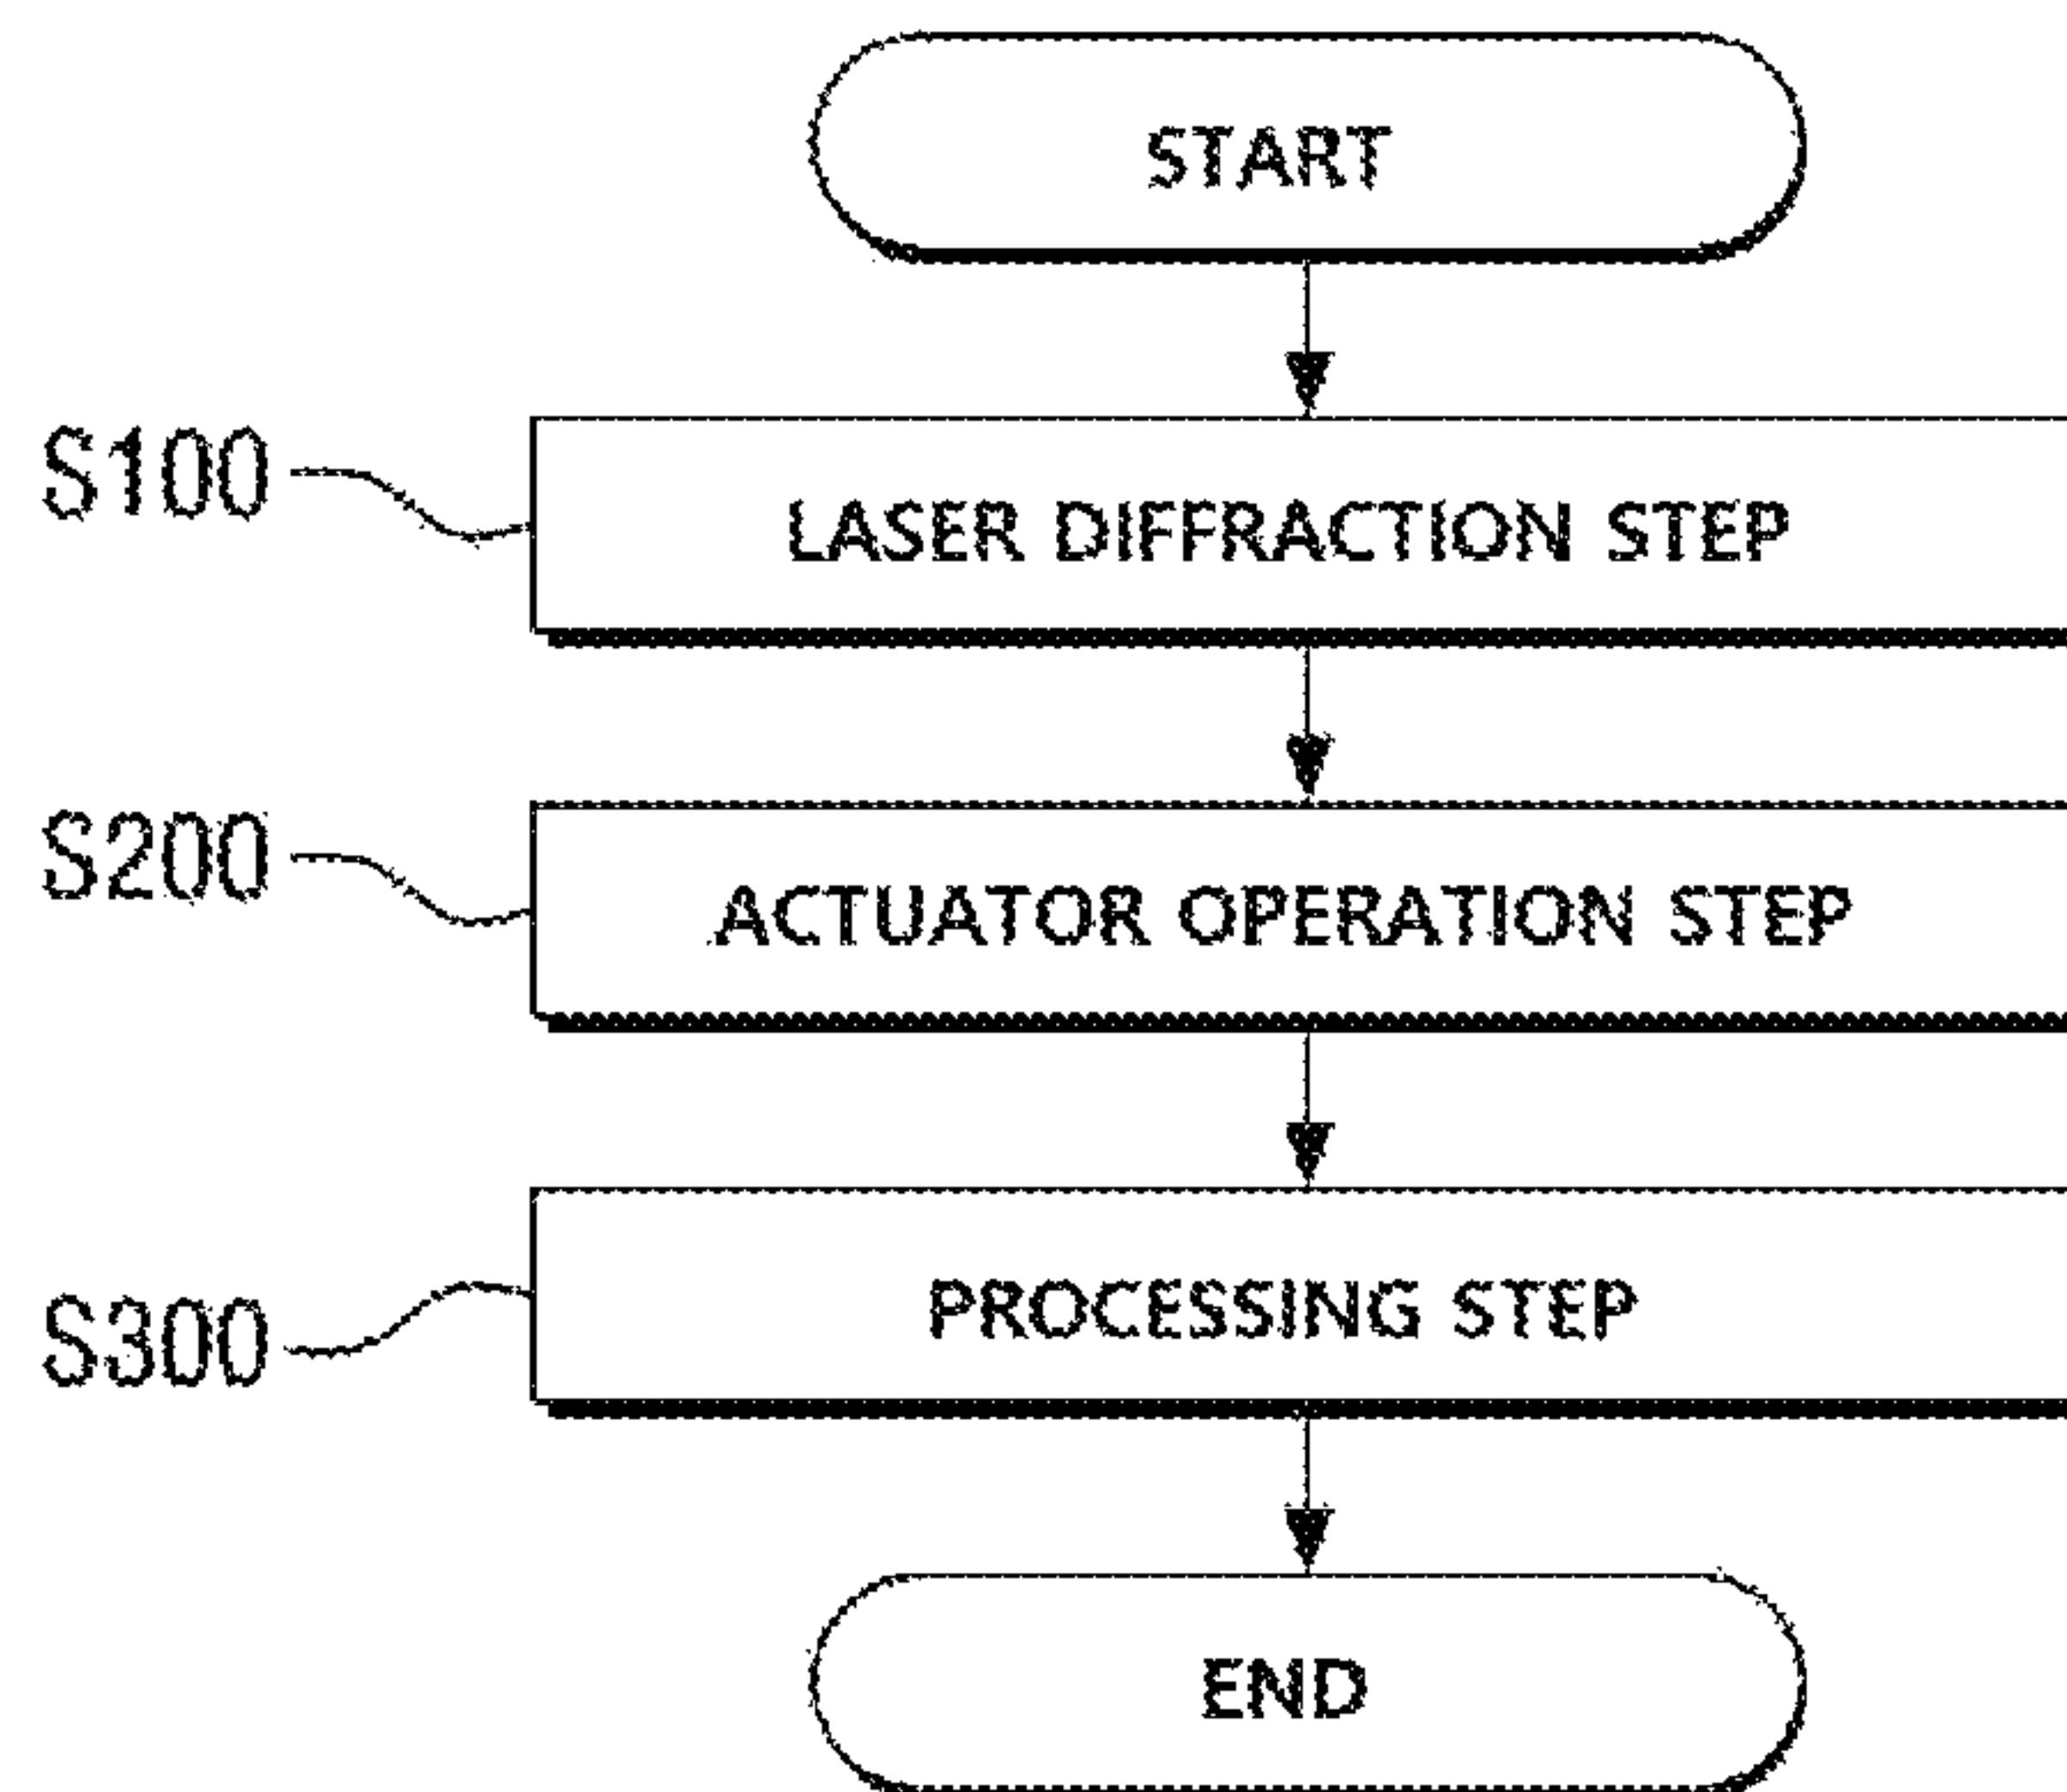 START
S100
LASER DIFFRACTION STEP
S200
ACTUATOR OPERATION STEP
S300
PROCESSING STEP
END